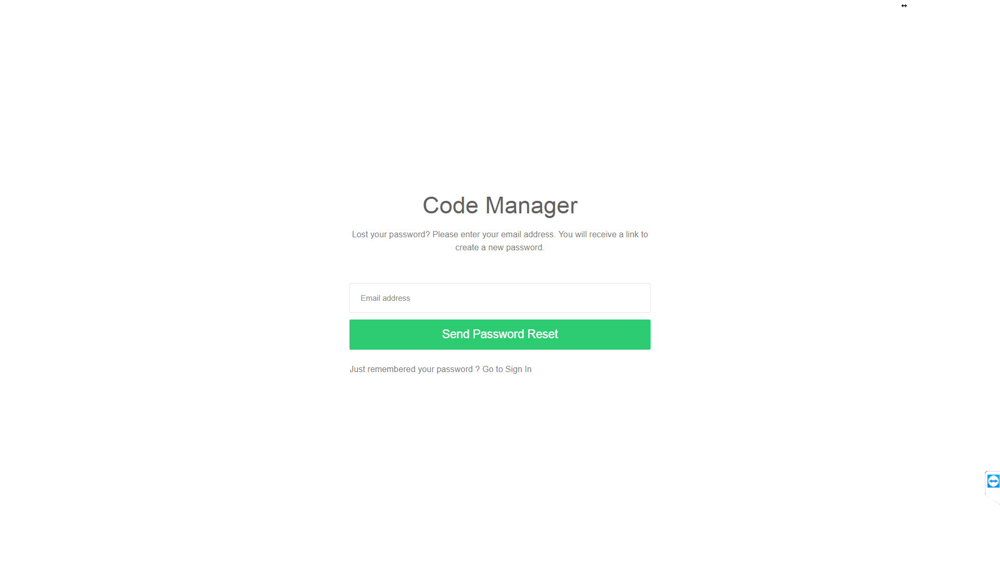 Code Manager
Lost your password? Please enter your email address. You will receive a link to
create a new password.
Email address
Send Password Reset
Just remembered your password ? Go to Sign In